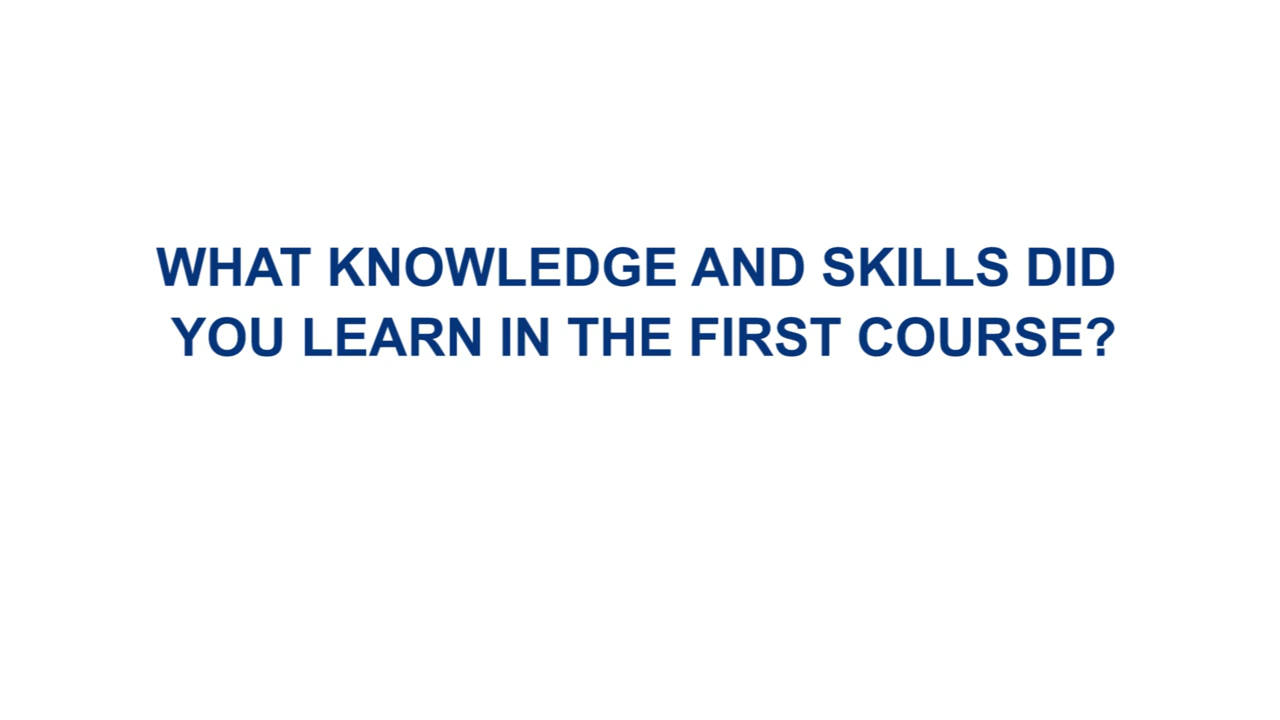 WHAT KNOWLEDGE AND SKILLS DID
YOU LEARN IN THE FIRST COURSE?